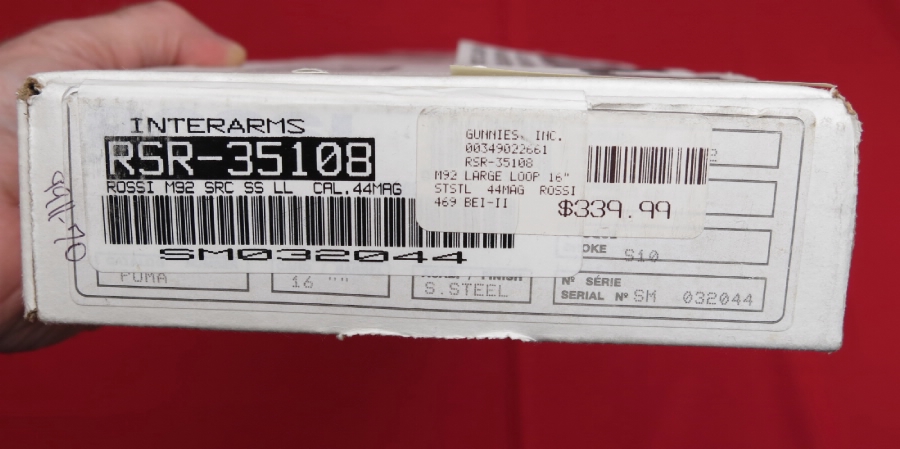 INTERARMS
RSR-35108
ROSSI M92 SRC SS LL CAL.44MAG
SM032044
GUNNIES, INC.
00349022661
RSR-35108
M92 LARGE LOOP 16"
STSTL 44MAG ROSSI
469 BEI-II
$339.99
OKE S10
PUMA
16 ""
S.STEEL
Nº SÉRIE
SERIAL Nº SM 032044